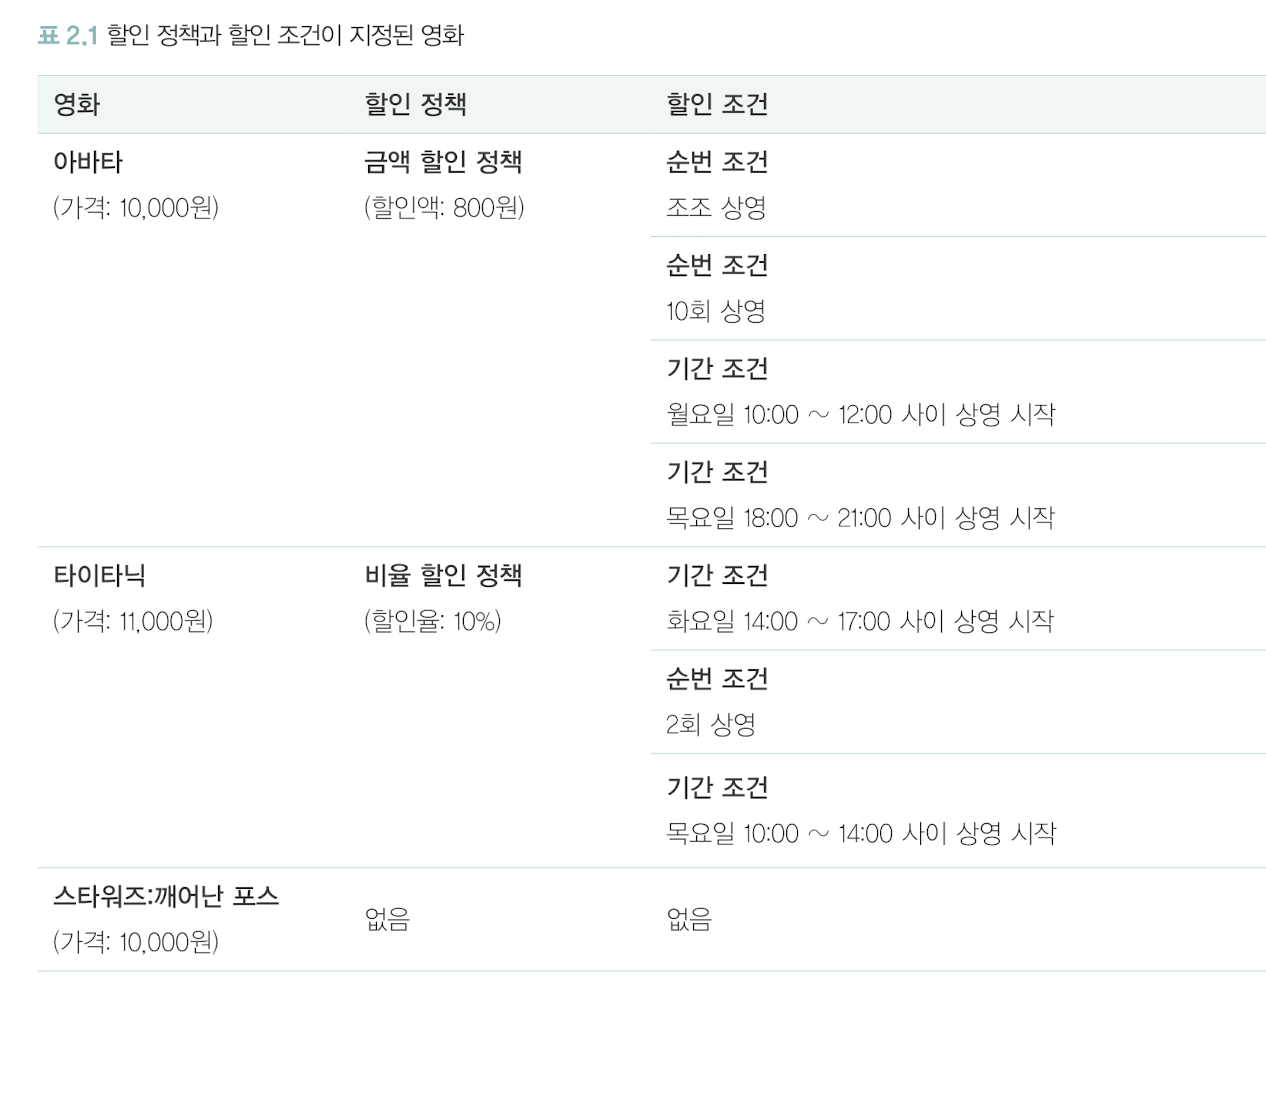 표 2.1 할인 정책과 할인 조건이 지정된 영화
영화 할인 정책 할인 조건
아바타 금액 할인 정책 순번 조건
(가격: 10,000원) (할인액: 800원) 조조 상영
순번 조건
10회 상영
기간 조건
월요일 10:00 ~ 12:00 사이 상영 시작
기간 조건
목요일 18:00 ~ 21:00 사이 상영 시작
타이타닉 비율 할인 정책 기간 조건
(가격: 11,000원) (할인율: 10%) 화요일 14:00 ~ 17:00 사이 상영 시작
순번 조건
2회 상영
기간 조건
목요일 10:00 ~ 14:00 사이 상영 시작
스타워즈:깨어난 포스
없음 없음
(가격: 10,000원)